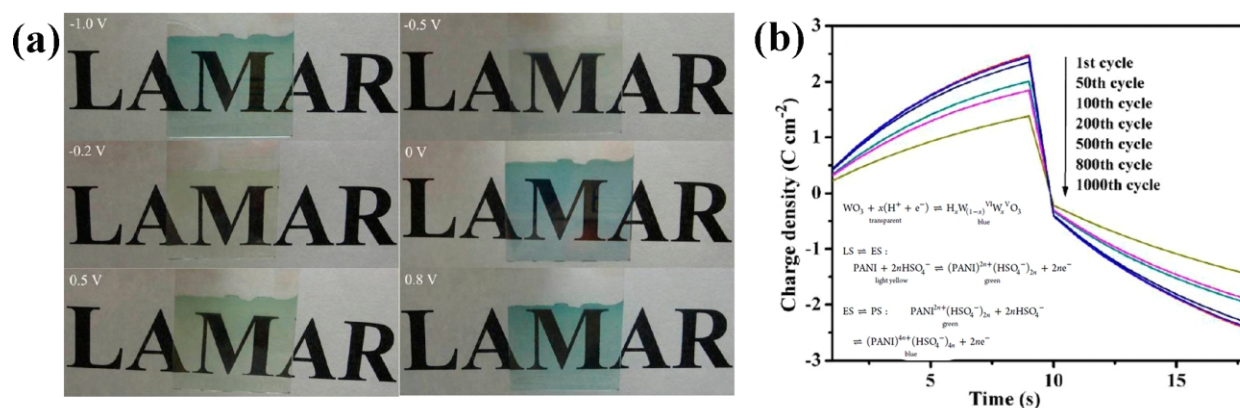 (a)
-1.0 V
LAMAR
-0.5 V
LAMAR
-0.2 V
LAMAR
0 V
LAMAR
0.5 V
LAMAR
0.8 V
LAMAR
(b)
Charge density (C cm⁻²)
3
2
1
0
-1
-2
-3
1st cycle
50th cycle
100th cycle
200th cycle
500th cycle
800th cycle
1000th cycle
WO₃ + x(H⁺ + e⁻) ⇌ HₓW₍₁₋ₓ₎ⱽᴵWₓⱽO₃
transparent blue
LS ⇌ ES :
PANI + 2nHSO₄⁻ ⇌ (PANI)²ⁿ⁺(HSO₄⁻)₂ₙ + 2ne⁻
light yellow green
ES ⇌ PS : PANI²ⁿ⁺(HSO₄⁻)₂ₙ + 2nHSO₄⁻
green
⇌ (PANI)⁴ⁿ⁺(HSO₄⁻)₄ₙ + 2ne⁻
blue
5 10 15
Time (s)